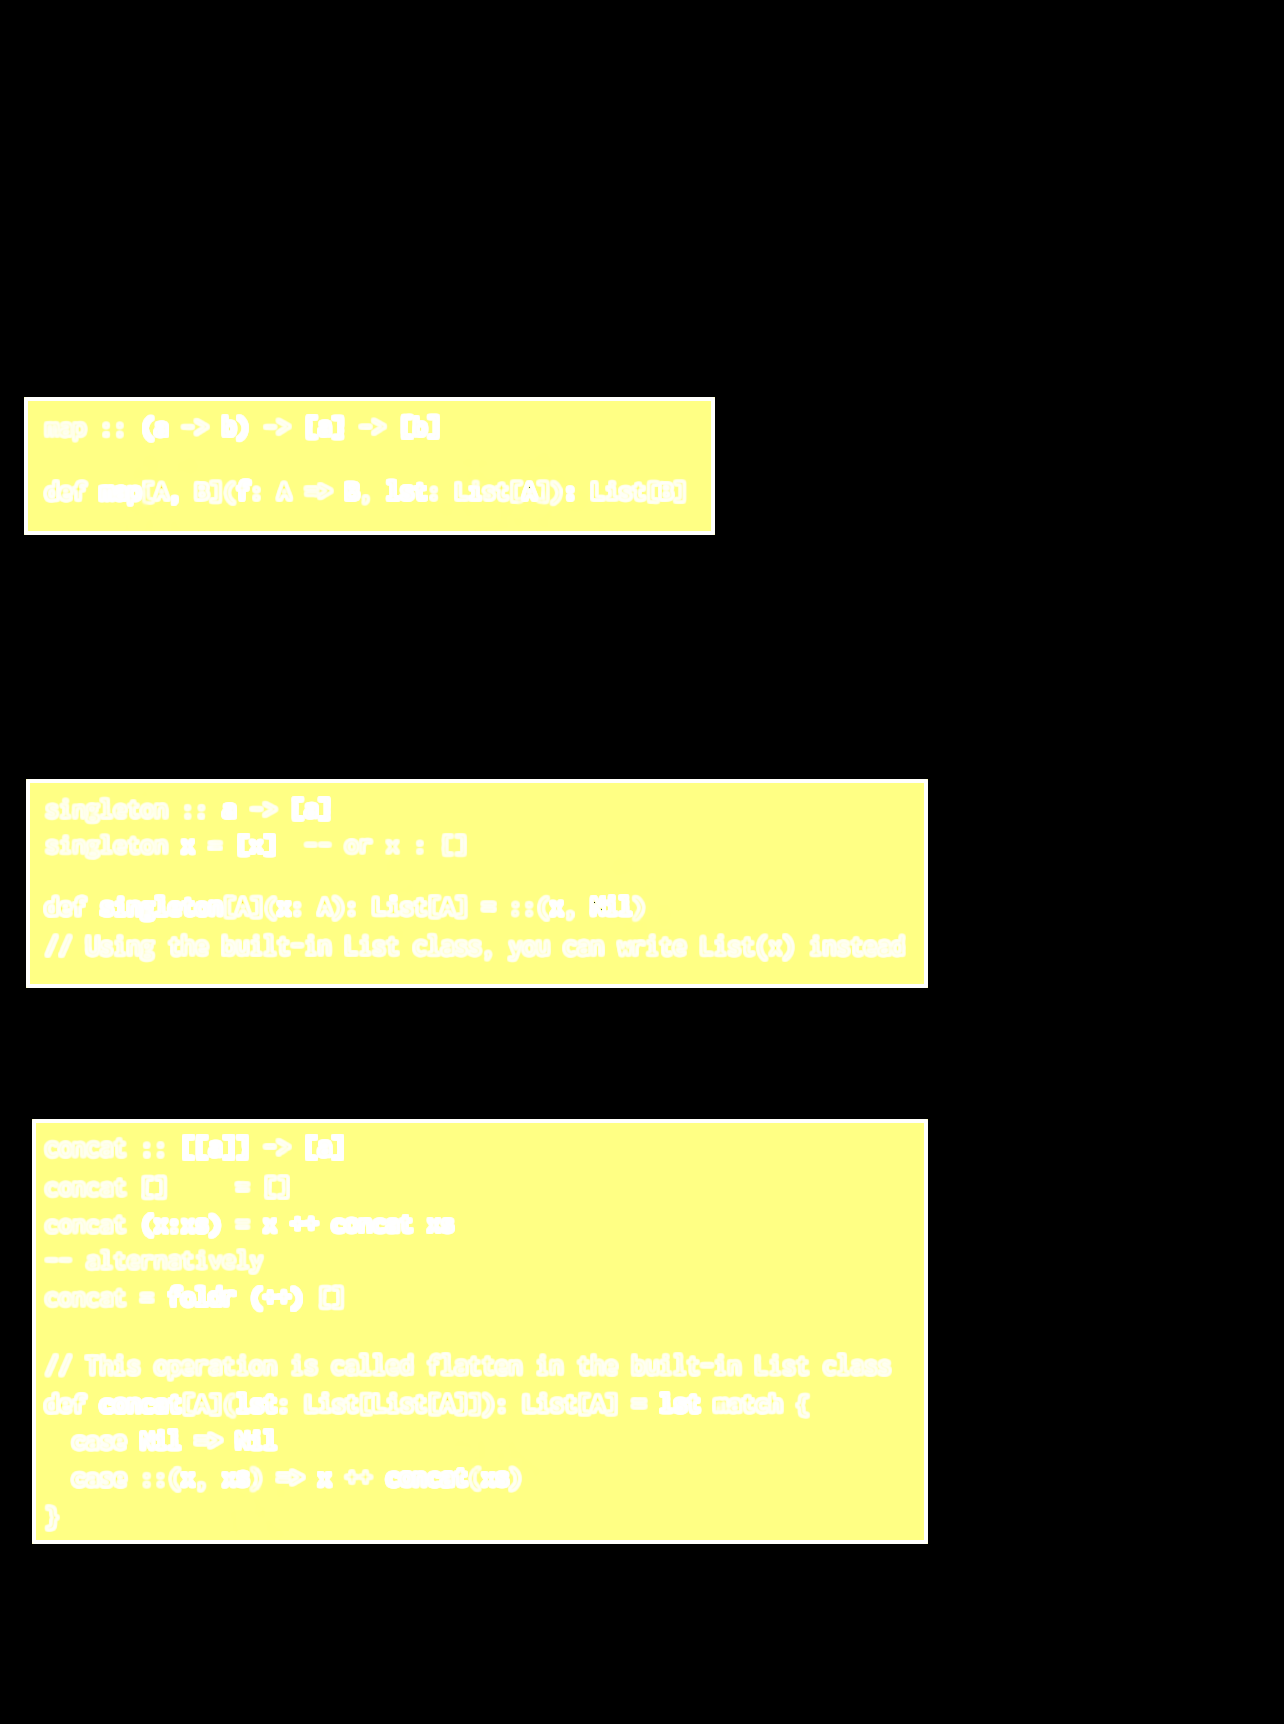 map :: (a -> b) -> [a] -> [b]
def map[A, B](f: A => B, lst: List[A]): List[B]
singleton :: a -> [a]
singleton x = [x]  -- or x : []
def singleton[A](x: A): List[A] = ::(x, Nil)
// Using the built-in List class, you can write List(x) instead
concat :: [[a]] -> [a]
concat []     = []
concat (x:xs) = x ++ concat xs
-- alternatively
concat = foldr (++) []
// This operation is called flatten in the built-in List class
def concat[A](lst: List[List[A]]): List[A] = lst match {
  case Nil => Nil
  case ::(x, xs) => x ++ concat(xs)
}